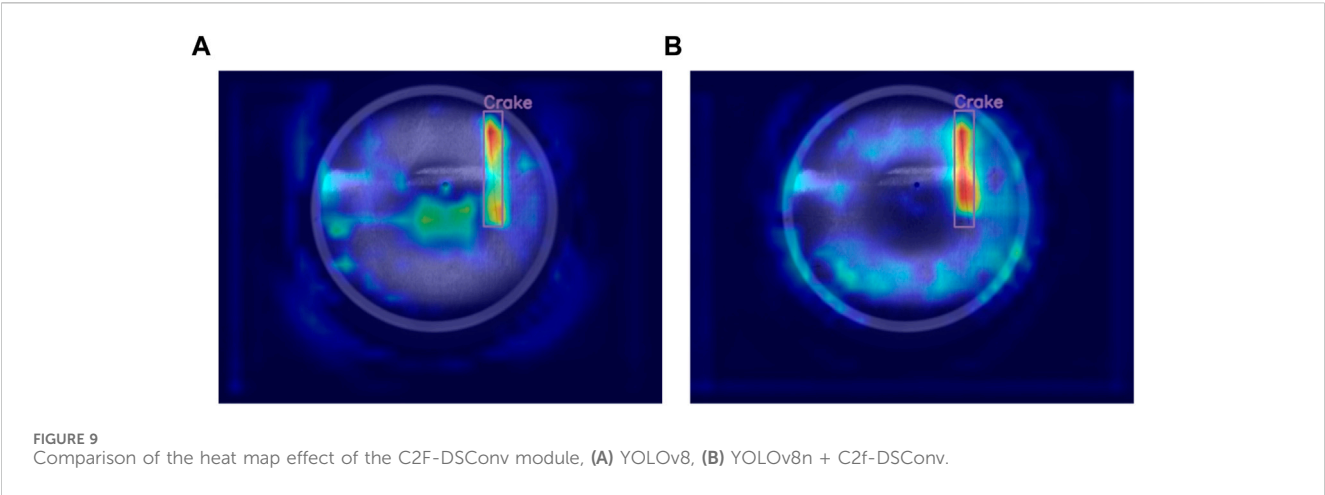 A
B
Crake
Crake
FIGURE 9
Comparison of the heat map effect of the C2F-DSConv module, (A) YOLOv8, (B) YOLOv8n + C2f-DSConv.